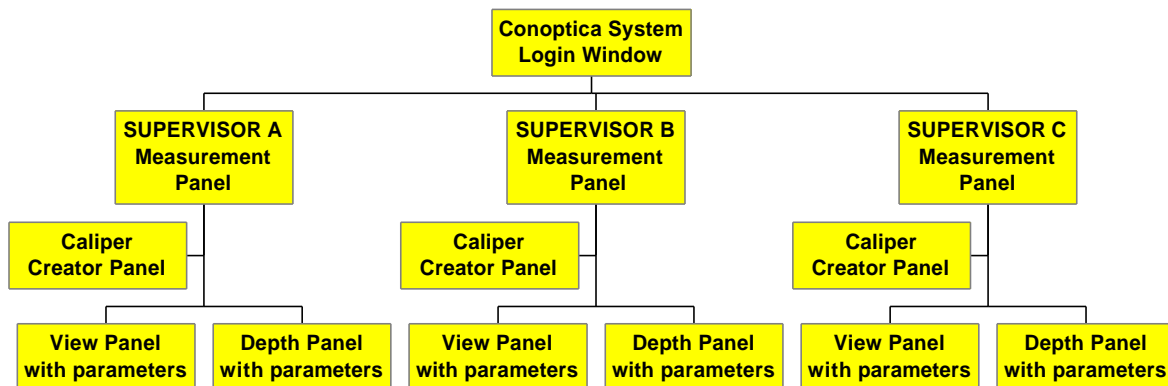 Conoptica System
Login Window
SUPERVISOR A
Measurement
Panel
SUPERVISOR B
Measurement
Panel
SUPERVISOR C
Measurement
Panel
Caliper
Creator Panel
Caliper
Creator Panel
Caliper
Creator Panel
View Panel
with parameters
Depth Panel
with parameters
View Panel
with parameters
Depth Panel
with parameters
View Panel
with parameters
Depth Panel
with parameters